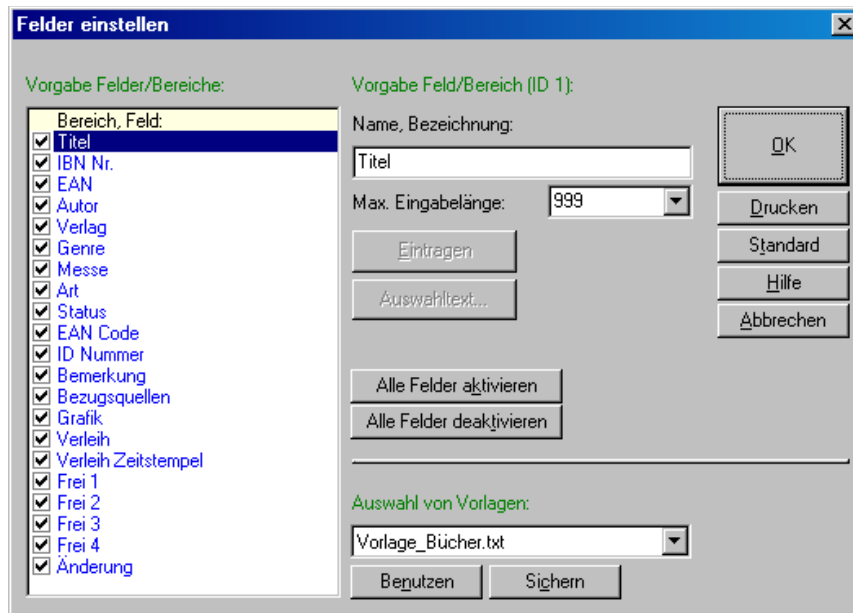 Felder einstellen
Vorgabe Felder/Bereiche:
Bereich, Feld:
Titel
IBN Nr.
EAN
Autor
Verlag
Genre
Messe
Art
Status
EAN Code
ID Nummer
Bemerkung
Bezugsquellen
Grafik
Verleih
Verleih Zeitstempel
Frei 1
Frei 2
Frei 3
Frei 4
Änderung
Vorgabe Feld/Bereich (ID 1):
Name, Bezeichnung:
Titel
Max. Eingabelänge: 999
Eintragen
Auswahltext...
Alle Felder aktivieren
Alle Felder deaktivieren
Auswahl von Vorlagen:
Vorlage_Bücher.txt
Benutzen Sichern
OK
Drucken
Standard
Hilfe
Abbrechen